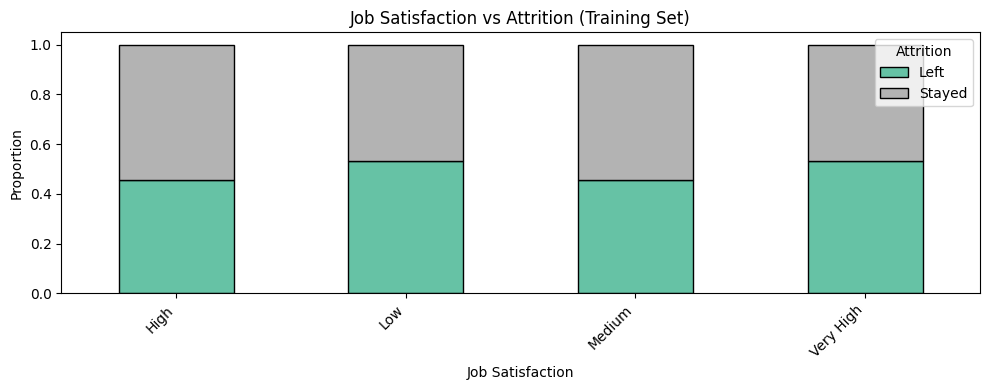 Job Satisfaction vs Attrition (Training Set)
Attrition
Left
Stayed
Proportion
1.0
0.8
0.6
0.4
0.2
0.0
High
Low
Medium
Very High
Job Satisfaction